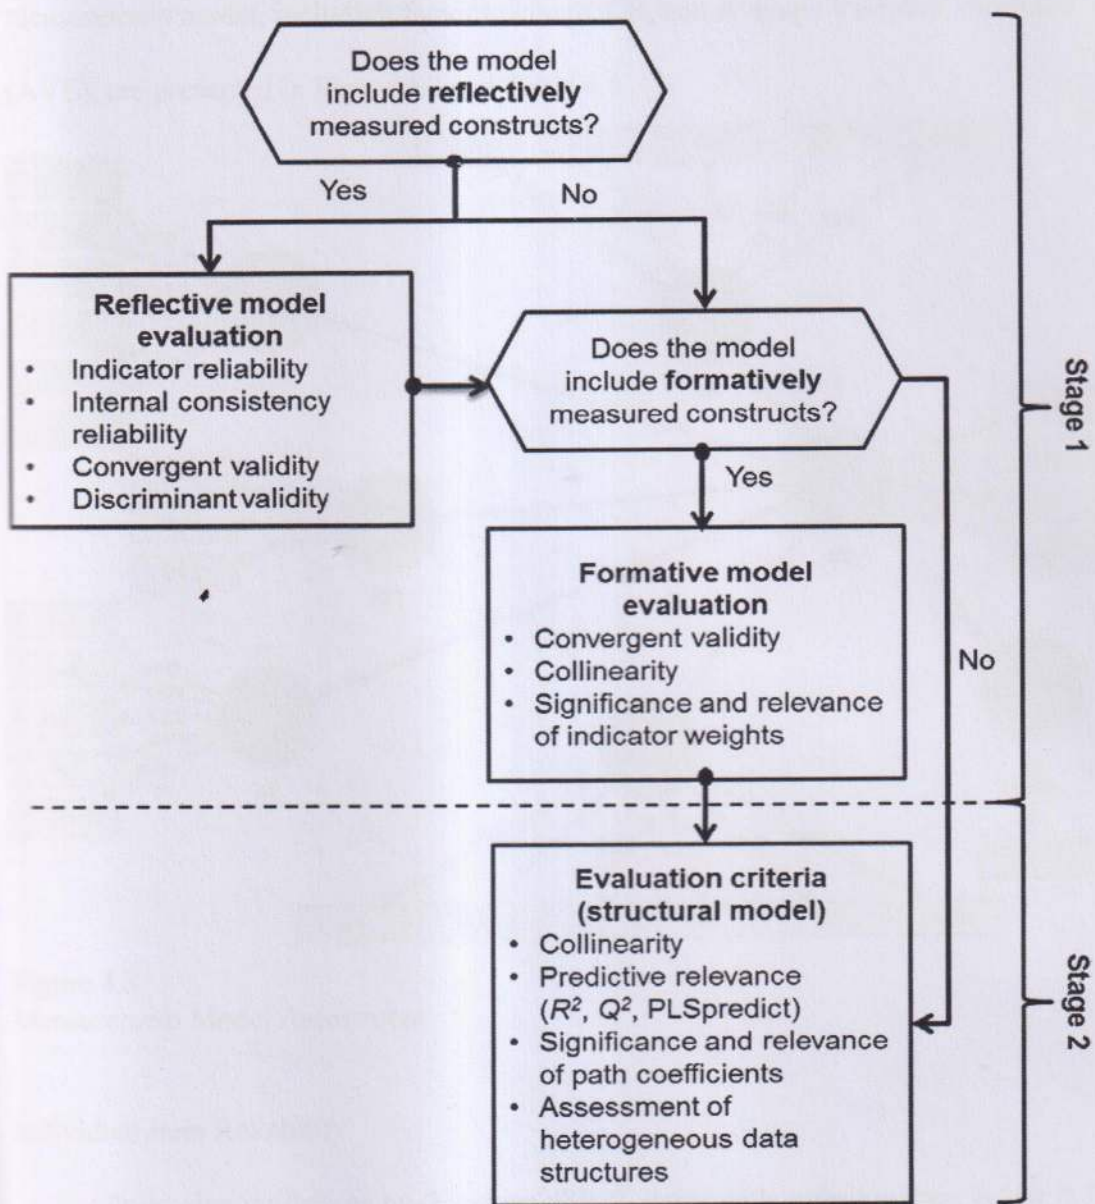 Does the model
include reflectively
measured constructs?
Yes
No
Reflective model
evaluation
• Indicator reliability
• Internal consistency
reliability
• Convergent validity
• Discriminant validity
Does the model
include formatively
measured constructs?
Yes
No
Formative model
evaluation
• Convergent validity
• Collinearity
• Significance and relevance
of indicator weights
Stage 1
Evaluation criteria
(structural model)
• Collinearity
• Predictive relevance
(R², Q², PLSpredict)
• Significance and relevance
of path coefficients
• Assessment of
heterogeneous data
structures
Stage 2